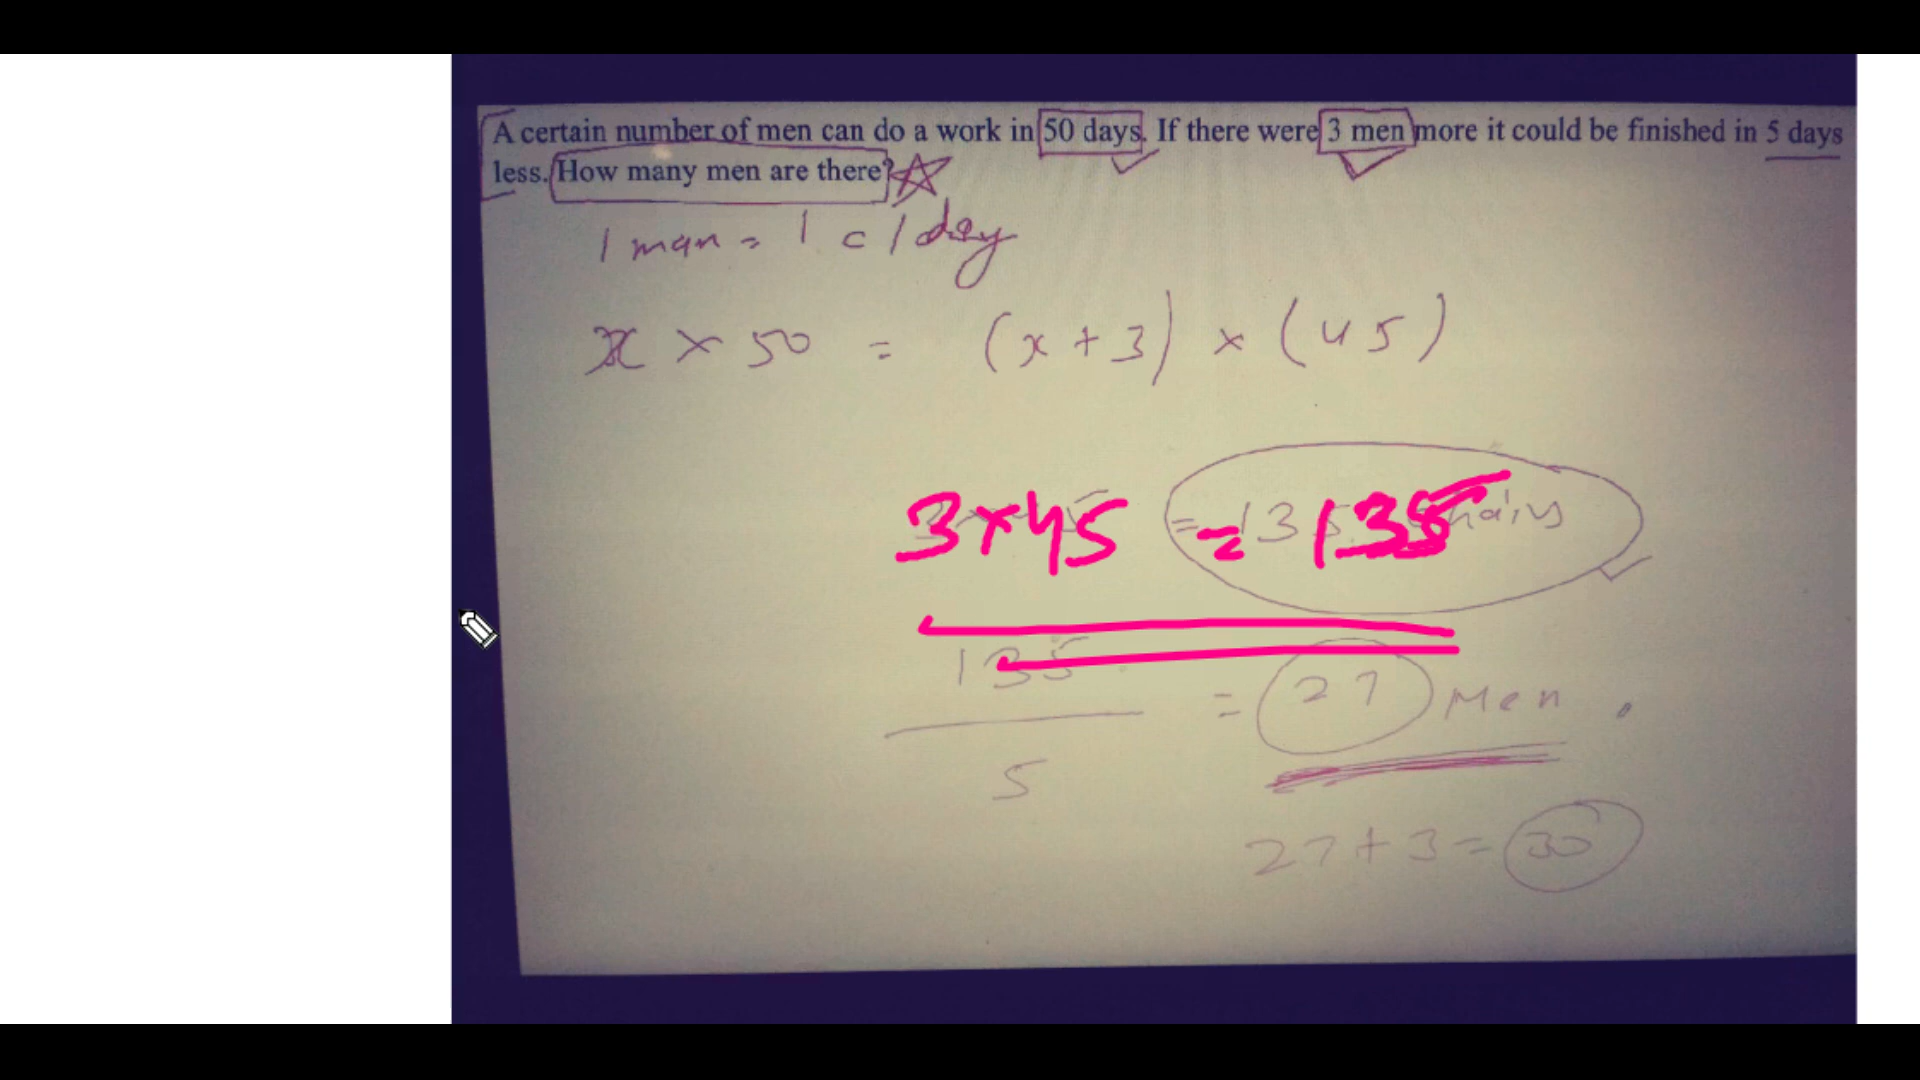 A certain number of men can do a work in 50 days. If there were 3 men more it could be finished in 5 days
less. How many men are there?
1 man = 1 c / day
x × 50 = (x + 3) × (45)
3×45 = 135
= 135 chairs
135
= 27 Men.
5
27 + 3 = 30